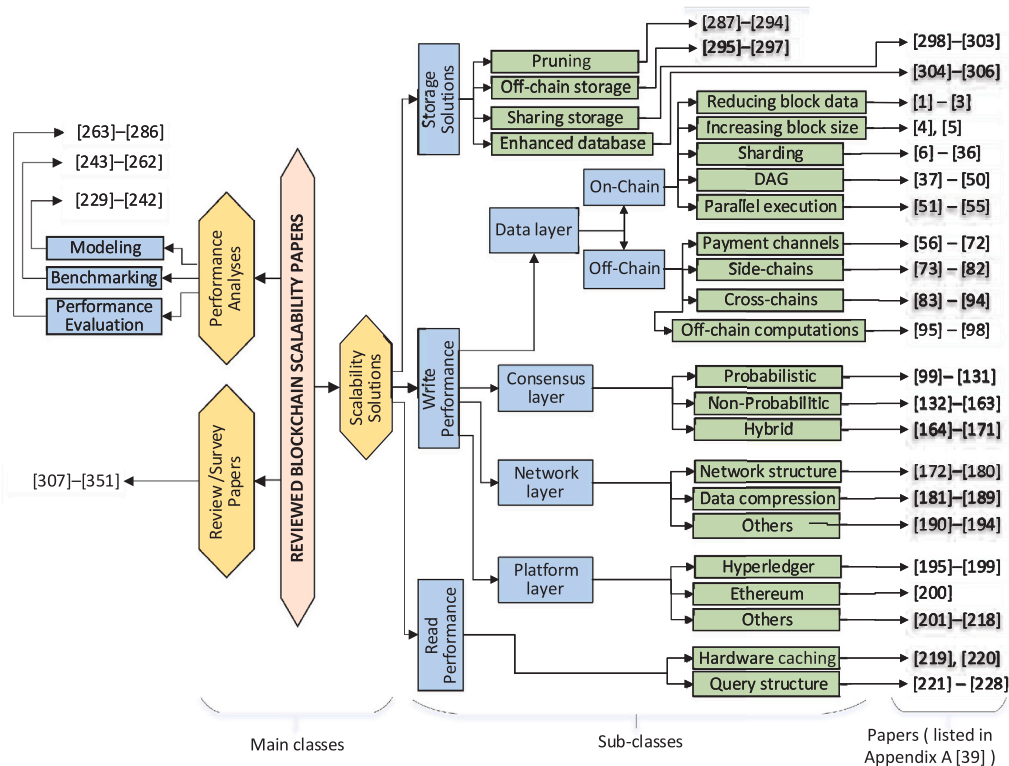 [287]–[294]
[295]–[297]
[298]–[303]
[304]–[306]
Storage
Solutions
Pruning
Off-chain storage
Sharing storage
Enhanced database
Reducing block data
[1] – [3]
Increasing block size
[4], [5]
Sharding
[6] – [36]
DAG
[37] – [50]
Parallel execution
[51] – [55]
On-Chain
Data layer
Off-Chain
Payment channels
[56] – [72]
Side-chains
[73] – [82]
Cross-chains
[83] – [94]
Off-chain computations
[95] – [98]
[263]–[286]
[243]–[262]
[229]–[242]
Modeling
Benchmarking
Performance
Evaluation
Performance
Analyses
REVIEWED BLOCKCHAIN SCALABILITY PAPERS
Scalability
Solutions
Write
Performance
Consensus
layer
Probabilistic
[99]– [131]
Non-Probabilitic
[132]–[163]
Hybrid
[164]–[171]
[307]–[351]
Review /Survey
Papers
Network
layer
Network structure
[172]–[180]
Data compression
[181]–[189]
Others
[190]–[194]
Platform
layer
Hyperledger
[195]–[199]
Ethereum
[200]
Others
[201]–[218]
Read
Performance
Hardware caching
[219], [220]
Query structure
[221] – [228]
Main classes
Sub-classes
Papers ( listed in
Appendix A [39] )